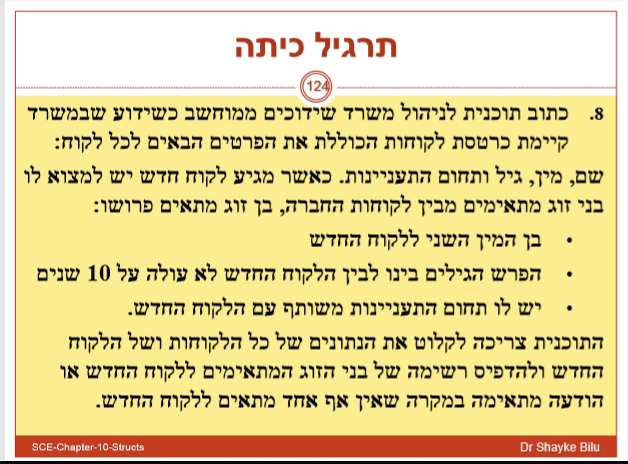 תרגיל כיתה
124
8. כתוב תוכנית לניהול משרד שידוכים ממוחשב כשידוע שבמשרד
קיימת כרטסת לקוחות הכוללת את הפרטים הבאים לכל לקוח:
שם, מין, גיל ותחום התעניינות. כאשר מגיע לקוח חדש יש למצוא לו
בני זוג מתאימים מבין לקוחות החברה, בן זוג מתאים פרושו:
• בן המין השני ללקוח החדש
• הפרש הגילים בינו לבין הלקוח החדש לא עולה על 10 שנים
• יש לו תחום התעניינות משותף עם הלקוח החדש.
התוכנית צריכה לקלוט את הנתונים של כל הלקוחות ושל הלקוח
החדש ולהדפיס רשימה של בני הזוג המתאימים ללקוח החדש או
הודעה מתאימה במקרה שאין אף אחד מתאים ללקוח החדש.
SCE-Chapter-10-Structs
Dr Shayke Bilu